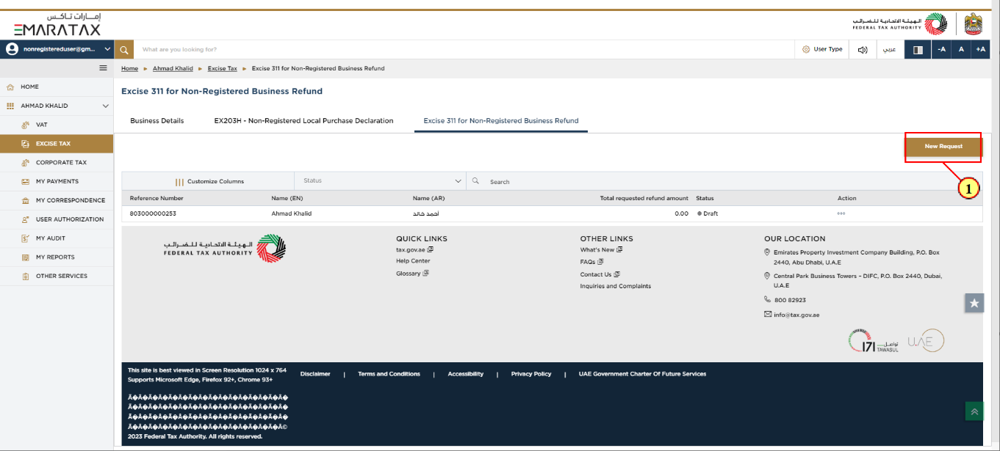 إمـــارات تـاكـس
EMARATAX
الهيئة الاتحادية للضرائب
FEDERAL TAX AUTHORITY
nonregistereduser@gm...
What are you looking for?
User Type
عربي
-A
A
+A
Home ► Ahmad Khalid ► Excise Tax ► Excise 311 for Non-Registered Business Refund
HOME
AHMAD KHALID
VAT
EXCISE TAX
CORPORATE TAX
MY PAYMENTS
MY CORRESPONDENCE
USER AUTHORIZATION
MY AUDIT
MY REPORTS
OTHER SERVICES
Excise 311 for Non-Registered Business Refund
Business Details
EX203H - Non-Registered Local Purchase Declaration
Excise 311 for Non-Registered Business Refund
New Request
1
Customize Columns
Status
Search
Reference Number Name (EN) Name (AR) Total requested refund amount Status Action
803000000253 Ahmad Khalid أحمد خالد 0.00 Draft
الهيئة الاتحادية للضرائب
FEDERAL TAX AUTHORITY
QUICK LINKS
tax.gov.ae
Help Center
Glossary
OTHER LINKS
What's New
FAQs
Contact Us
Inquiries and Complaints
OUR LOCATION
Emirates Property Investment Company Building, P.O. Box
2440, Abu Dhabi, U.A.E
Central Park Business Towers - DIFC, P.O. Box 2440, Dubai,
U.A.E
800 82923
info@tax.gov.ae
171
تواصل
TAWASUL
U.AE
This site is best viewed in Screen Resolution 1024 x 764
Supports Microsoft Edge, Firefox 92+, Chrome 93+
Disclaimer | Terms and Conditions | Accessibility | Privacy Policy | UAE Government Charter Of Future Services
2023 Federal Tax Authority. All rights reserved.